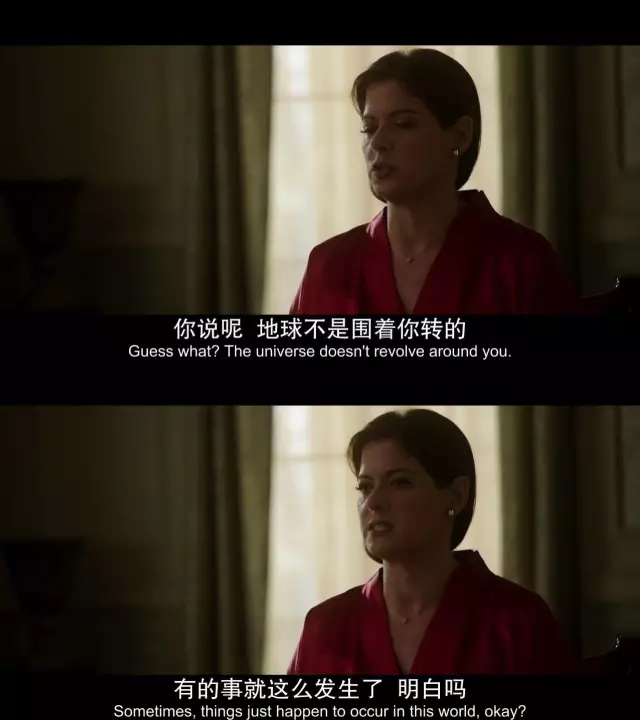 你说呢 地球不是围着你转的
Guess what? The universe doesn't revolve around you.
有的事就这么发生了 明白吗
Sometimes, things just happen to occur in this world, okay?